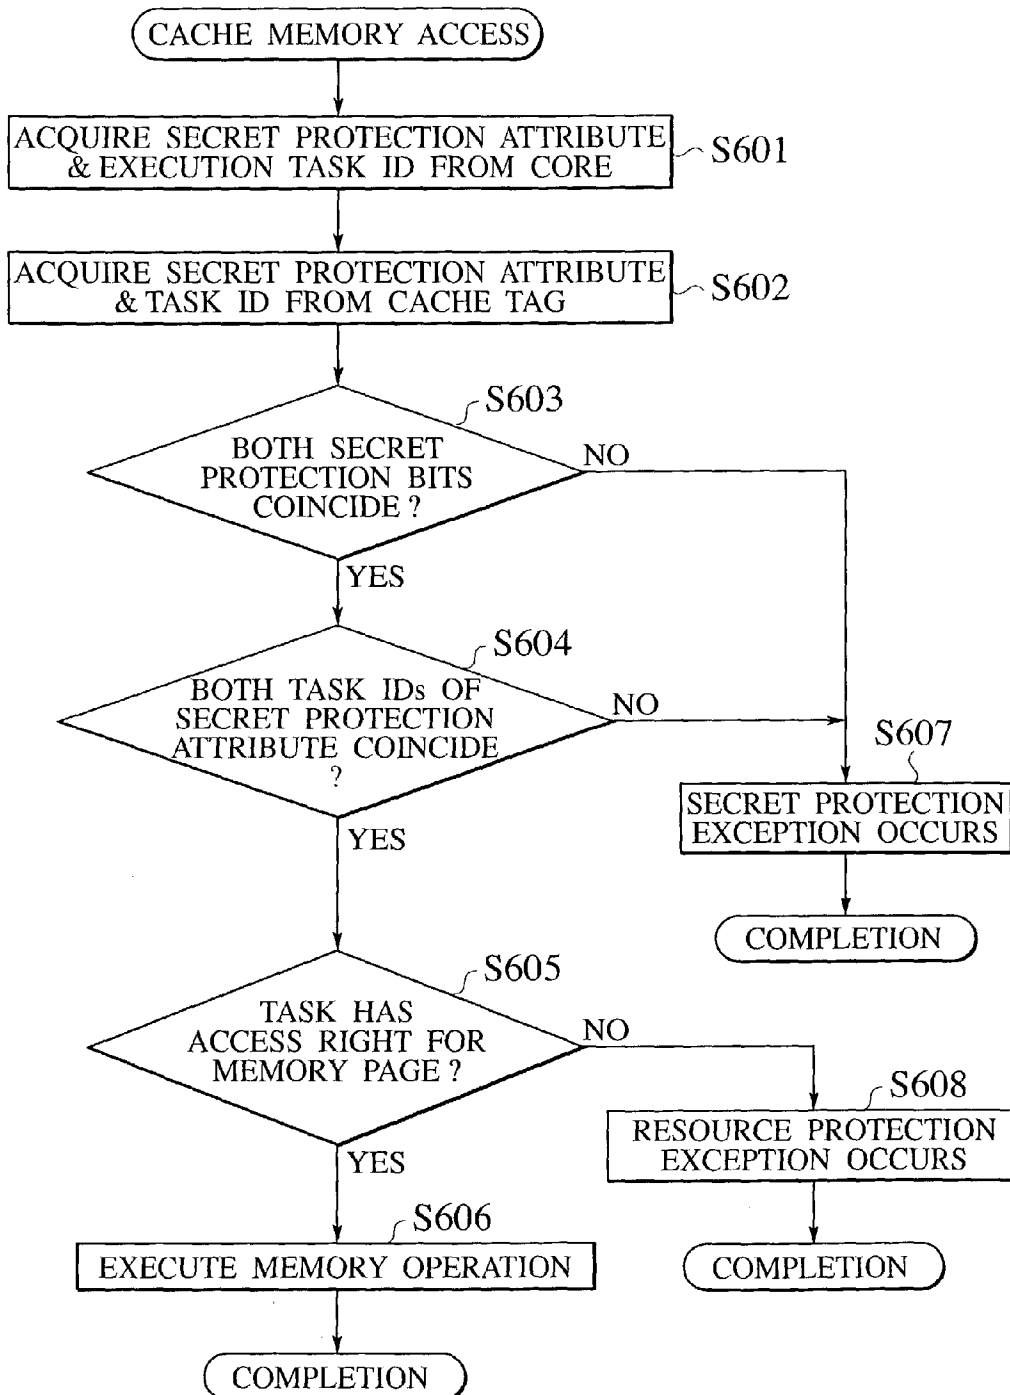 CACHE MEMORY ACCESS
ACQUIRE SECRET PROTECTION ATTRIBUTE
& EXECUTION TASK ID FROM CORE
S601
ACQUIRE SECRET PROTECTION ATTRIBUTE
& TASK ID FROM CACHE TAG
S602
S603
BOTH SECRET
PROTECTION BITS
COINCIDE ?
NO
YES
S604
BOTH TASK IDs OF
SECRET PROTECTION
ATTRIBUTE COINCIDE
?
NO
YES
S607
SECRET PROTECTION
EXCEPTION OCCURS
COMPLETION
S605
TASK HAS
ACCESS RIGHT FOR
MEMORY PAGE ?
NO
YES
S608
RESOURCE PROTECTION
EXCEPTION OCCURS
COMPLETION
S606
EXECUTE MEMORY OPERATION
COMPLETION